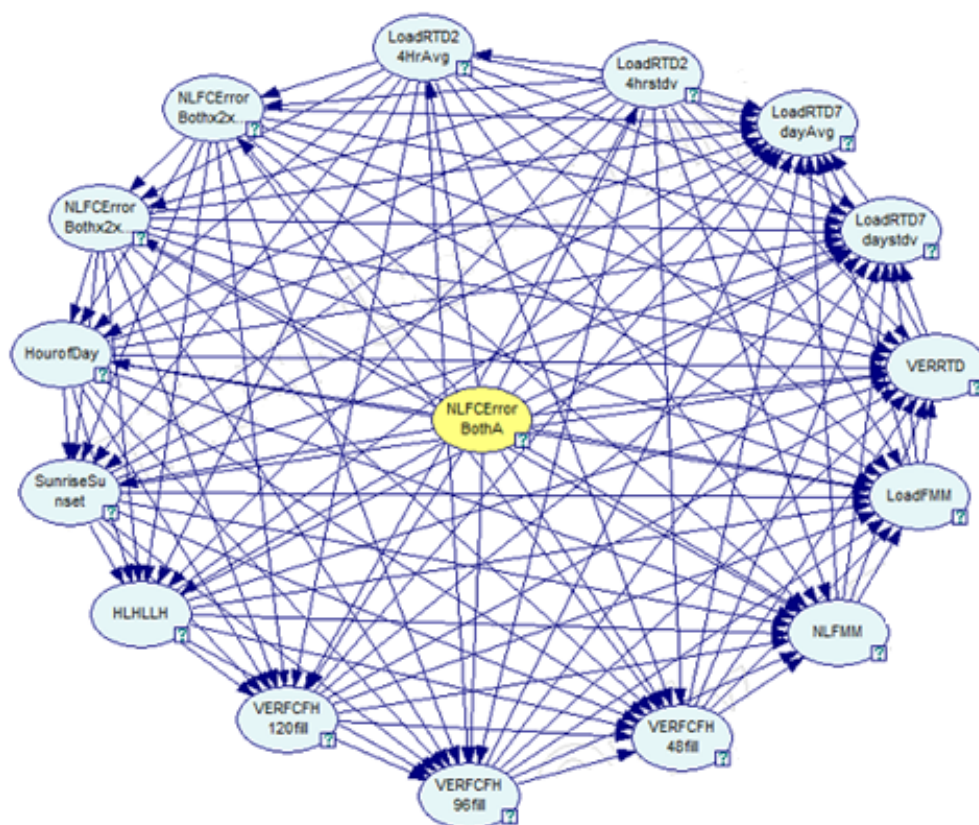 LoadRTD2
4HrAvg
?
LoadRTD2
4hrstdv
?
NLFCError
Bothx2x...
?
LoadRTD7
dayAvg
?
NLFCError
Bothx2x...
?
LoadRTD7
daystdv
?
HourofDay
?
VERRTD
?
NLFCError
BothA
?
SunriseSu
nset
?
LoadFMM
?
HLHLLH
?
NLFMM
?
VERFCFH
120fill
?
VERFCFH
48fill
?
VERFCFH
96fill
?